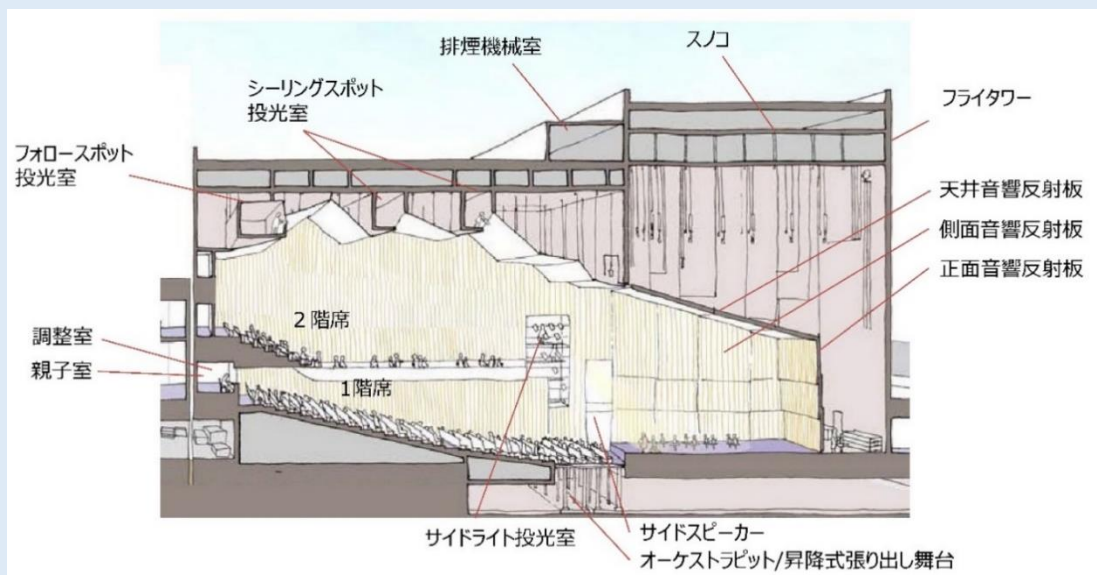 排煙機械室
スノコ
シーリングスポット
投光室
フライタワー
フォロースポット
投光室
天井音響反射板
側面音響反射板
正面音響反射板
2階席
調整室
親子室
1階席
サイドライト投光室
サイドスピーカー
オーケストラピット/昇降式張り出し舞台